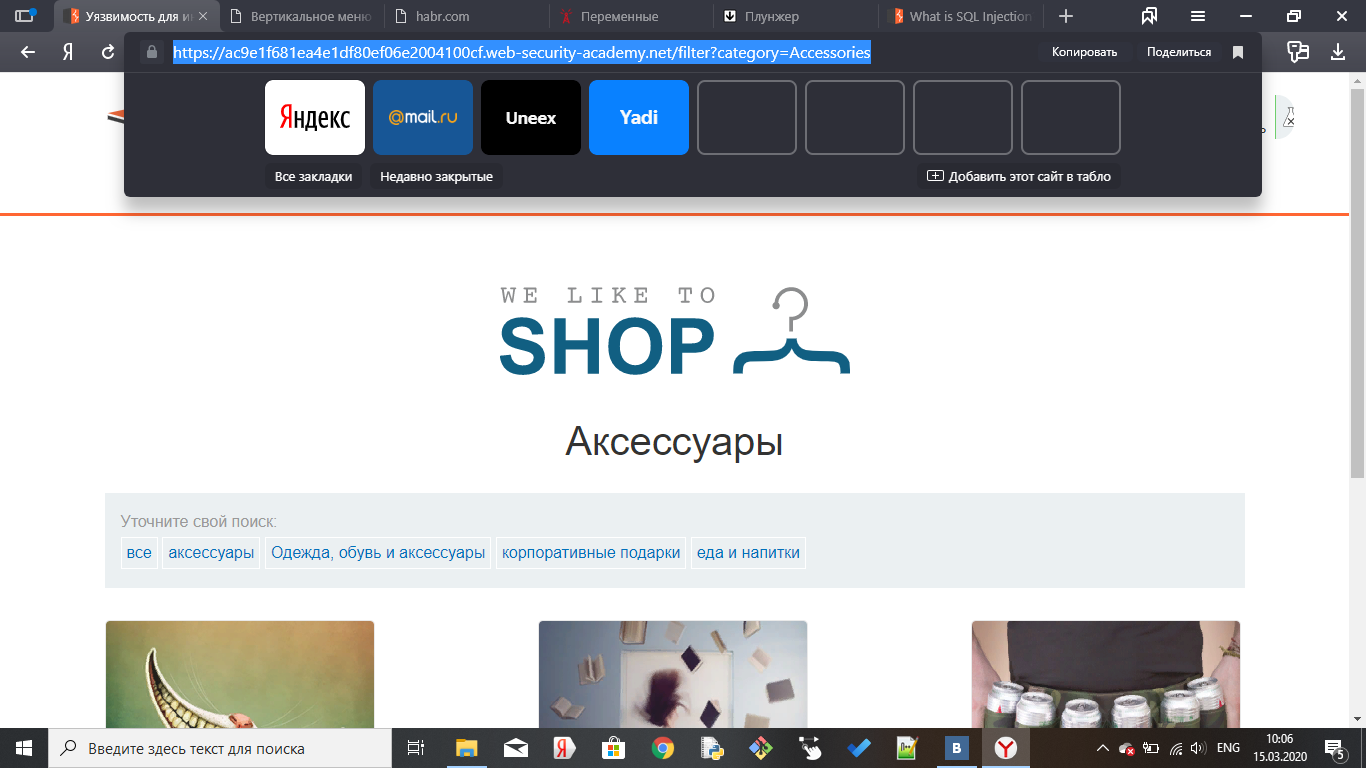 Уязвимость для ин
Вертикальное меню
habr.com
Переменные
Плунжер
What is SQL Injection
Я
https://ac9e1f681ea4e1df80ef06e2004100cf.web-security-academy.net/filter?category=Accessories
Копировать
Поделиться
Яндекс
@mail.ru
Uneex
Yadi
Все закладки
Недавно закрытые
Добавить этот сайт в табло
WE LIKE TO
SHOP
Аксессуары
Уточните свой поиск:
все
аксессуары
Одежда, обувь и аксессуары
корпоративные подарки
еда и напитки
Введите здесь текст для поиска
ENG
10:06
15.03.2020
5